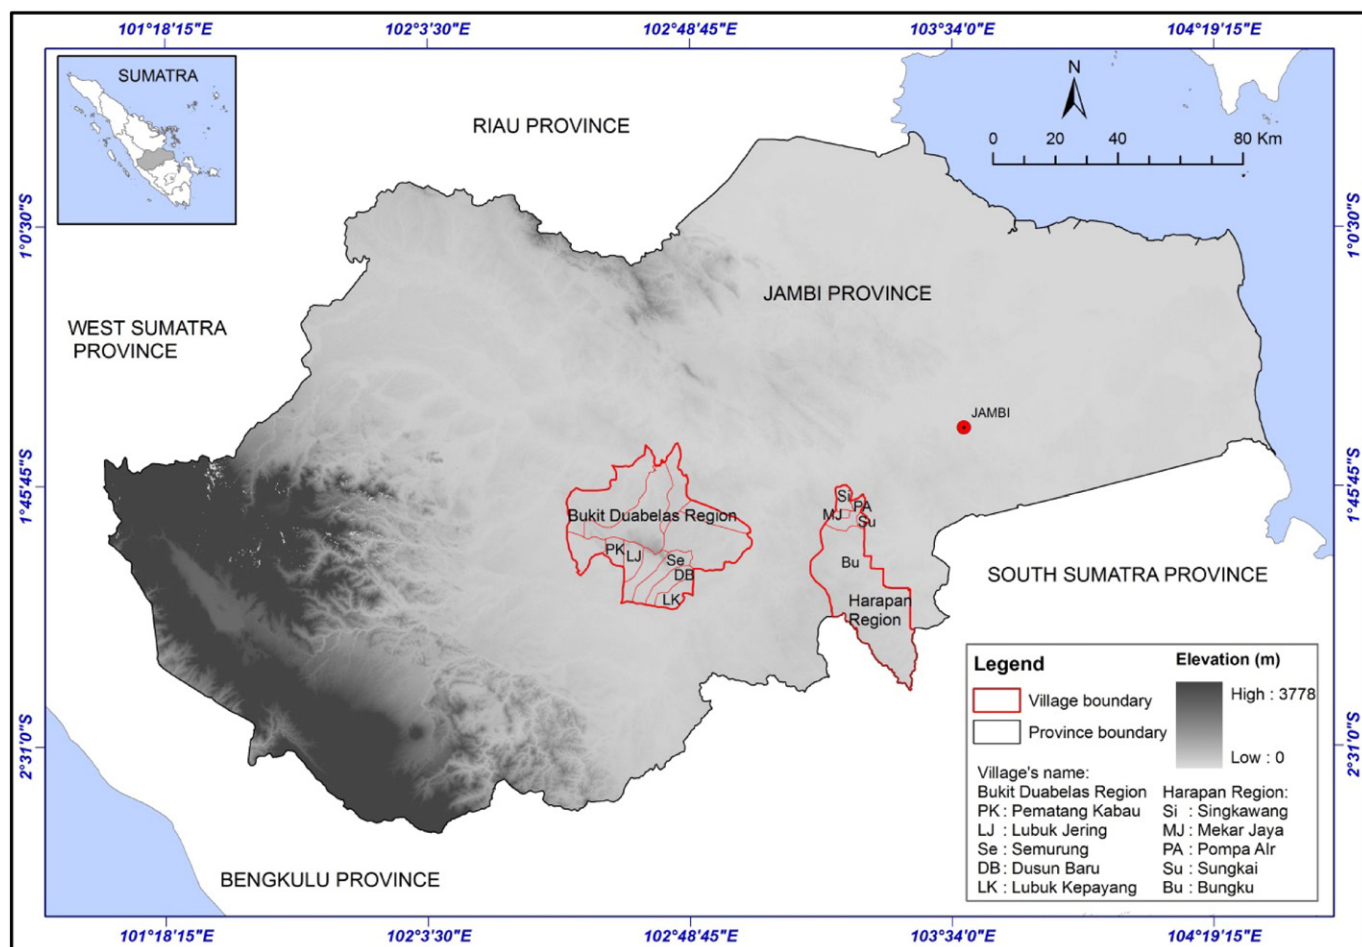 101°18'15"E 102°3'30"E 102°48'45"E 103°34'0"E 104°19'15"E
SUMATRA
N
0 20 40 80 Km
RIAU PROVINCE
1°0'30"S 1°0'30"S
JAMBI PROVINCE
WEST SUMATRA
PROVINCE
JAMBI
1°45'45"S 1°45'45"S
Si
PA
MJ
Su
Bukit Duabelas Region
PK
LJ
Se
DB
LK
Bu
Harapan
Region
SOUTH SUMATRA PROVINCE
2°31'0"S 2°31'0"S
BENGKULU PROVINCE
Legend
Village boundary
Province boundary
Elevation (m)
High : 3778
Low : 0
Village's name:
Bukit Duabelas Region
PK : Pematang Kabau
LJ : Lubuk Jering
Se : Semurung
DB : Dusun Baru
LK : Lubuk Kepayang
Harapan Region:
Si : Singkawang
MJ : Mekar Jaya
PA : Pompa AIr
Su : Sungkai
Bu : Bungku
101°18'15"E 102°3'30"E 102°48'45"E 103°34'0"E 104°19'15"E